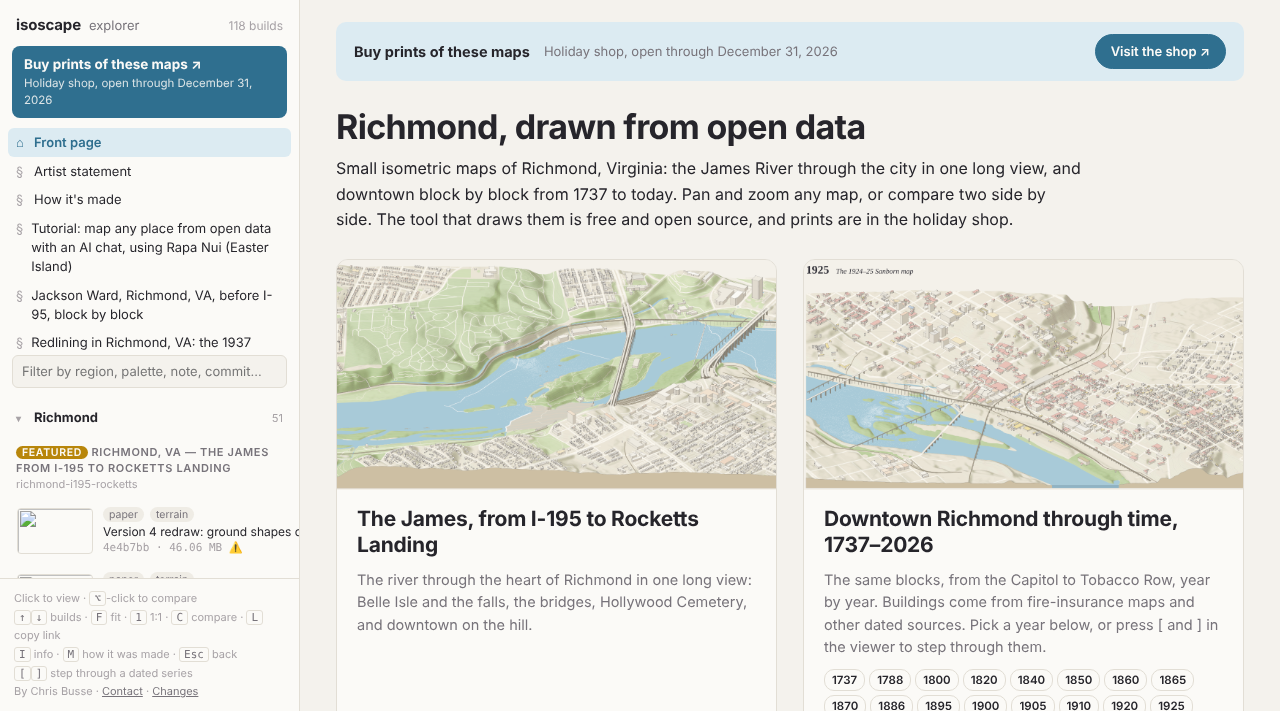 isoscape explorer 118 builds
Buy prints of these maps ↗
Holiday shop, open through December 31,
2026
⌂ Front page
§ Artist statement
§ How it's made
§ Tutorial: map any place from open data
with an AI chat, using Rapa Nui (Easter
Island)
§ Jackson Ward, Richmond, VA, before I-
95, block by block
§ Redlining in Richmond, VA: the 1937
Filter by region, palette, note, commit…
▾ Richmond 51
FEATURED RICHMOND, VA — THE JAMES
FROM I-195 TO ROCKETTS LANDING
richmond-i195-rocketts
paper terrain
Version 4 redraw: ground shapes
4e4b7bb · 46.06 MB ⚠️
paper terrain
Click to view · ⌥-click to compare
↑ ↓ builds · F fit · 1 1:1 · C compare · L
copy link
I info · M how it was made · Esc back
[ ] step through a dated series
By Chris Busse · Contact · Changes
Buy prints of these maps Holiday shop, open through December 31, 2026 Visit the shop ↗
Richmond, drawn from open data
Small isometric maps of Richmond, Virginia: the James River through the city in one long view, and
downtown block by block from 1737 to today. Pan and zoom any map, or compare two side by
side. The tool that draws them is free and open source, and prints are in the holiday shop.
The James, from I-195 to Rocketts
Landing
The river through the heart of Richmond in one long view:
Belle Isle and the falls, the bridges, Hollywood Cemetery,
and downtown on the hill.
1925 The 1924–25 Sanborn map
Downtown Richmond through time,
1737–2026
The same blocks, from the Capitol to Tobacco Row, year
by year. Buildings come from fire-insurance maps and
other dated sources. Pick a year below, or press [ and ] in
the viewer to step through them.
1737 1788 1800 1820 1840 1850 1860 1865
1870 1886 1895 1900 1905 1910 1920 1925